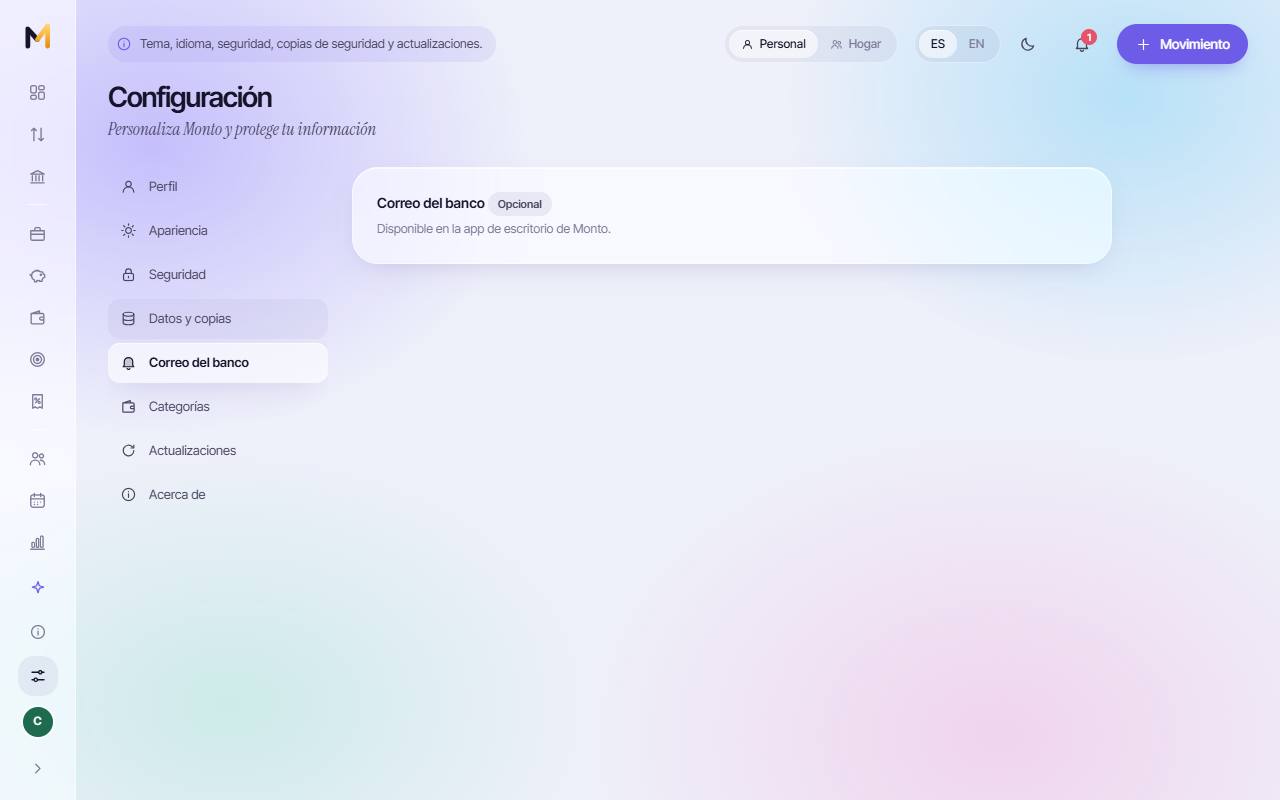 Tema, idioma, seguridad, copias de seguridad y actualizaciones.
Personal
Hogar
ES
EN
1
Movimiento
Configuración
Personaliza Monto y protege tu información
Perfil
Apariencia
Seguridad
Datos y copias
Correo del banco
Categorías
Actualizaciones
Acerca de
Correo del banco Opcional
Disponible en la app de escritorio de Monto.
M
C